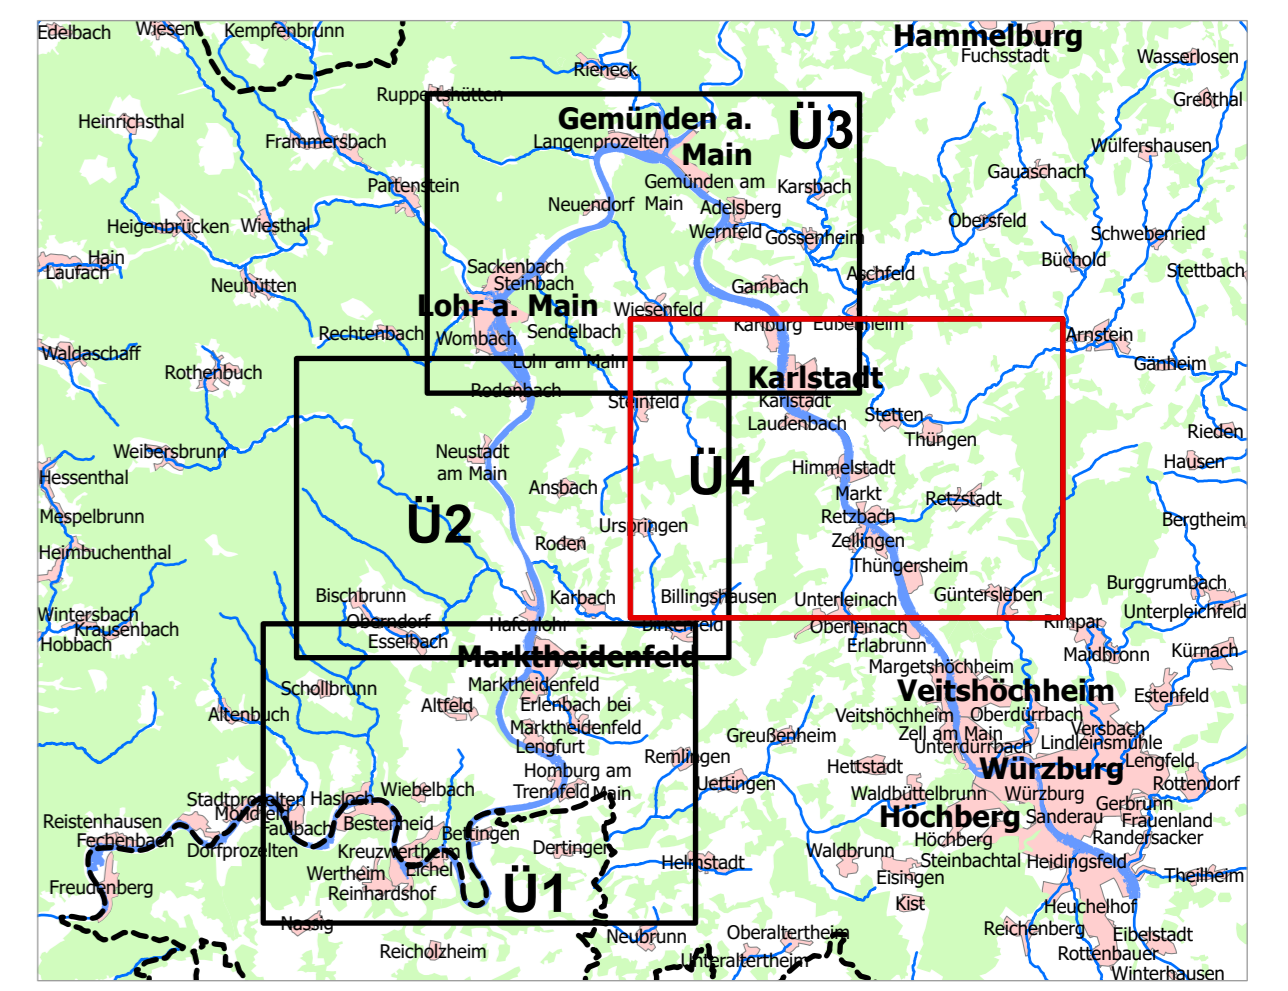 Edelbach
Wiesen
Kempfenbrunn
Hammelburg
Fuchsstadt
Wasserlosen
Rieneck
Ruppertshütten
Greßthal
Heinrichsthal
Gemünden a.
Main
Ü3
Frammersbach
Langenprozelten
Wülfershausen
Gauaschach
Partenstein
Gemünden am
Main
Karsbach
Neuendorf
Adelsberg
Heigenbrücken
Wiesthal
Wernfeld
Gössenheim
Obersfeld
Schwebenried
Hain
Laufach
Sackenbach
Steinbach
Aschfeld
Büchold
Stettbach
Neuhütten
Gambach
Lohr a. Main
Wiesenfeld
Rechtenbach
Wombach
Sendelbach
Karlburg
Eußenheim
Arnstein
Waldaschaff
Lohr am Main
Gänheim
Rothenbuch
Rodenbach
Karlstadt
Steinfeld
Karlstadt
Laudenbach
Stetten
Thüngen
Rieden
Weibersbrunn
Neustadt
am Main
Hausen
Hessenthal
Ü4
Himmelstadt
Ansbach
Markt
Retzbach
Retzstadt
Mespelbrunn
Ü2
Urspringen
Bergtheim
Heimbuchenthal
Roden
Zellingen
Thüngersheim
Bischbrunn
Karbach
Billingshausen
Unterleinach
Güntersleben
Burggrumbach
Wintersbach
Krausenbach
Hobbach
Oberndorf
Esselbach
Hafenlohr
Birkenfeld
Oberleinach
Erlabrunn
Rimpar
Unterpleichfeld
Marktheidenfeld
Maidbronn
Kürnach
Margetshöchheim
Schollbrunn
Marktheidenfeld
Veitshöchheim
Estenfeld
Altenbuch
Altfeld
Erlenbach bei
Marktheidenfeld
Veitshöchheim
Oberdürrbach
Zell am Main
Versbach
Unterdürrbach
Lindleinsmühle
Lengfurt
Greußenheim
Remlingen
Hettstadt
Würzburg
Lengfeld
Homburg am
Main
Trennfeld
Uettingen
Rottendorf
Wiebelbach
Waldbüttelbrunn
Würzburg
Stadtprozelten
Hasloch
Mondfeld
Faulbach
Bestenheid
Höchberg
Sanderau
Gerbrunn
Frauenland
Reistenhausen
Fechenbach
Dorfprozelten
Bettingen
Höchberg
Randersacker
Kreuzwertheim
Dertingen
Waldbrunn
Steinbachtal
Heidingsfeld
Helmstadt
Wertheim
Eichel
Eisingen
Theilheim
Freudenberg
Reinhardshof
Ü1
Kist
Heuchelhof
Nassig
Reichenberg
Neubrunn
Oberaltertheim
Eibelstadt
Reicholzheim
Unteraltertheim
Rottenbauer
Winterhausen